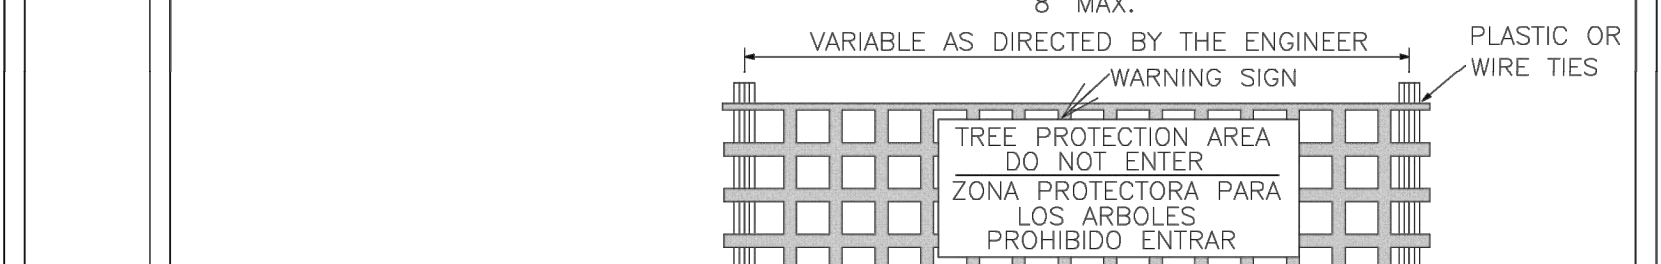 8' MAX.
VARIABLE AS DIRECTED BY THE ENGINEER
PLASTIC OR
WIRE TIES
WARNING SIGN
TREE PROTECTION AREA
DO NOT ENTER
ZONA PROTECTORA PARA
LOS ARBOLES
PROHIBIDO ENTRAR